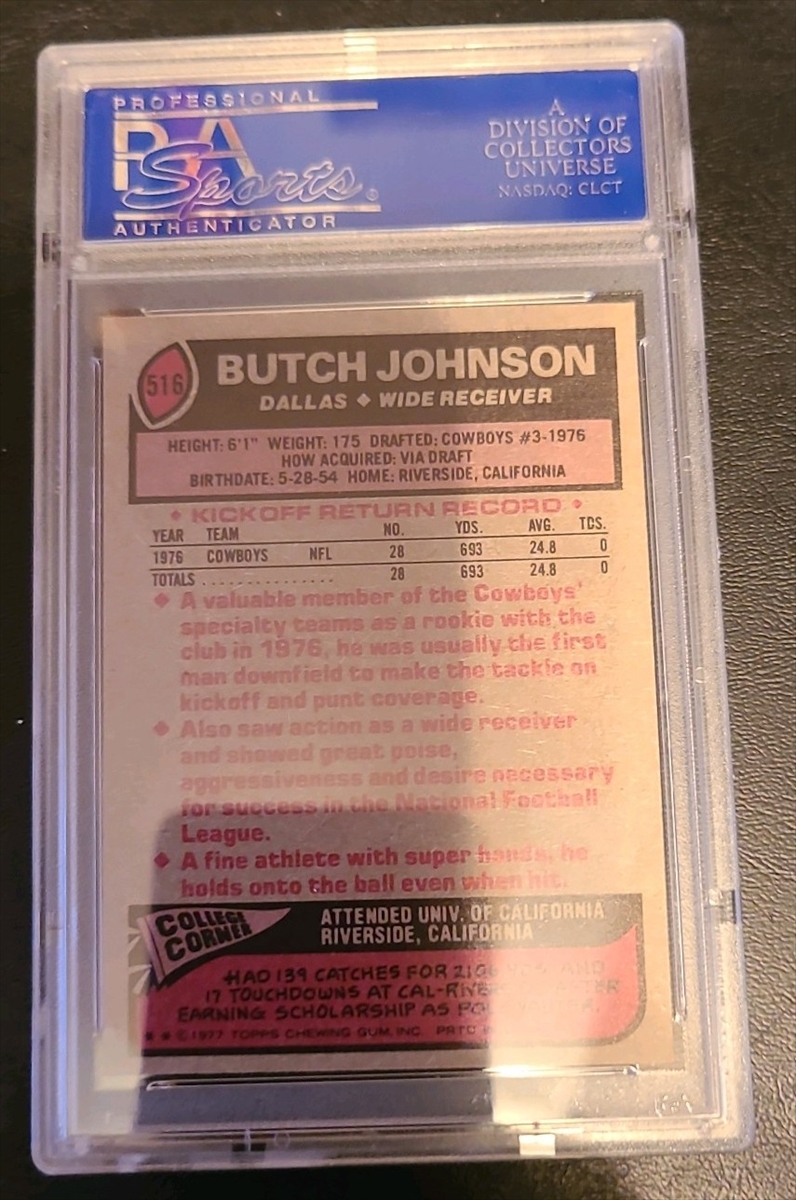 PROFESSIONAL
PSA
Sports
AUTHENTICATOR
A
DIVISION OF
COLLECTORS
UNIVERSE
NASDAQ: CLCT
516
BUTCH JOHNSON
DALLAS ◆ WIDE RECEIVER
HEIGHT: 6'1" WEIGHT: 175 DRAFTED: COWBOYS #3-1976
HOW ACQUIRED: VIA DRAFT
BIRTHDATE: 5-28-54 HOME: RIVERSIDE, CALIFORNIA
◆ KICKOFF RETURN RECORD ◆
YEAR TEAM NO. YDS. AVG. TDS.
1976 COWBOYS NFL 28 693 24.8 0
TOTALS . . . . . . . . . . . . . . . 28 693 24.8 0
◆ A valuable member of the Cowboys'
specialty teams as a rookie with the
club in 1976, he was usually the first
man downfield to make the tackle on
kickoff and punt coverage.
◆ Also saw action as a wide receiver
and showed great poise,
aggressiveness and desire necessary
for success in the National Football
League.
◆ A fine athlete with super hands, he
holds onto the ball even when hit.
COLLEGE
CORNER
ATTENDED UNIV. OF CALIFORNIA
RIVERSIDE, CALIFORNIA
HAD 139 CATCHES FOR AND
17 TOUCHDOWNS AT AFTER
EARNING SCHOLARSHIP AS
* * © 1977 TOPPS CHEWING GUM, INC. PRTD